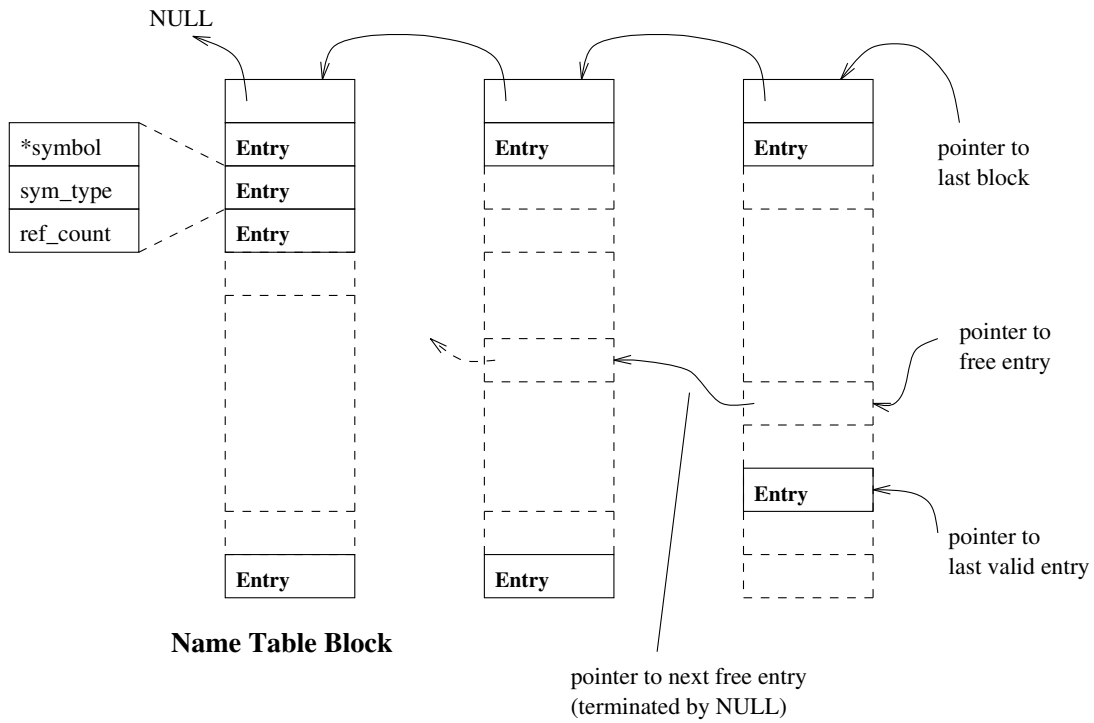 NULL
*symbol
sym_type
ref_count
Entry
Entry
Entry
Entry
Entry
Entry
Entry
Entry
Entry
pointer to
last block
pointer to
free entry
pointer to
last valid entry
Name Table Block
pointer to next free entry
(terminated by NULL)